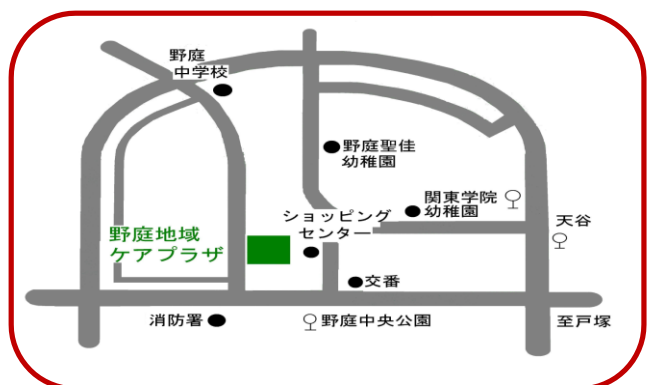 野庭
中学校
野庭聖佳
幼稚園
関東学院
幼稚園
ショッピング
センター
天谷
野庭地域
ケアプラザ
交番
消防署
野庭中央公園
至戸塚